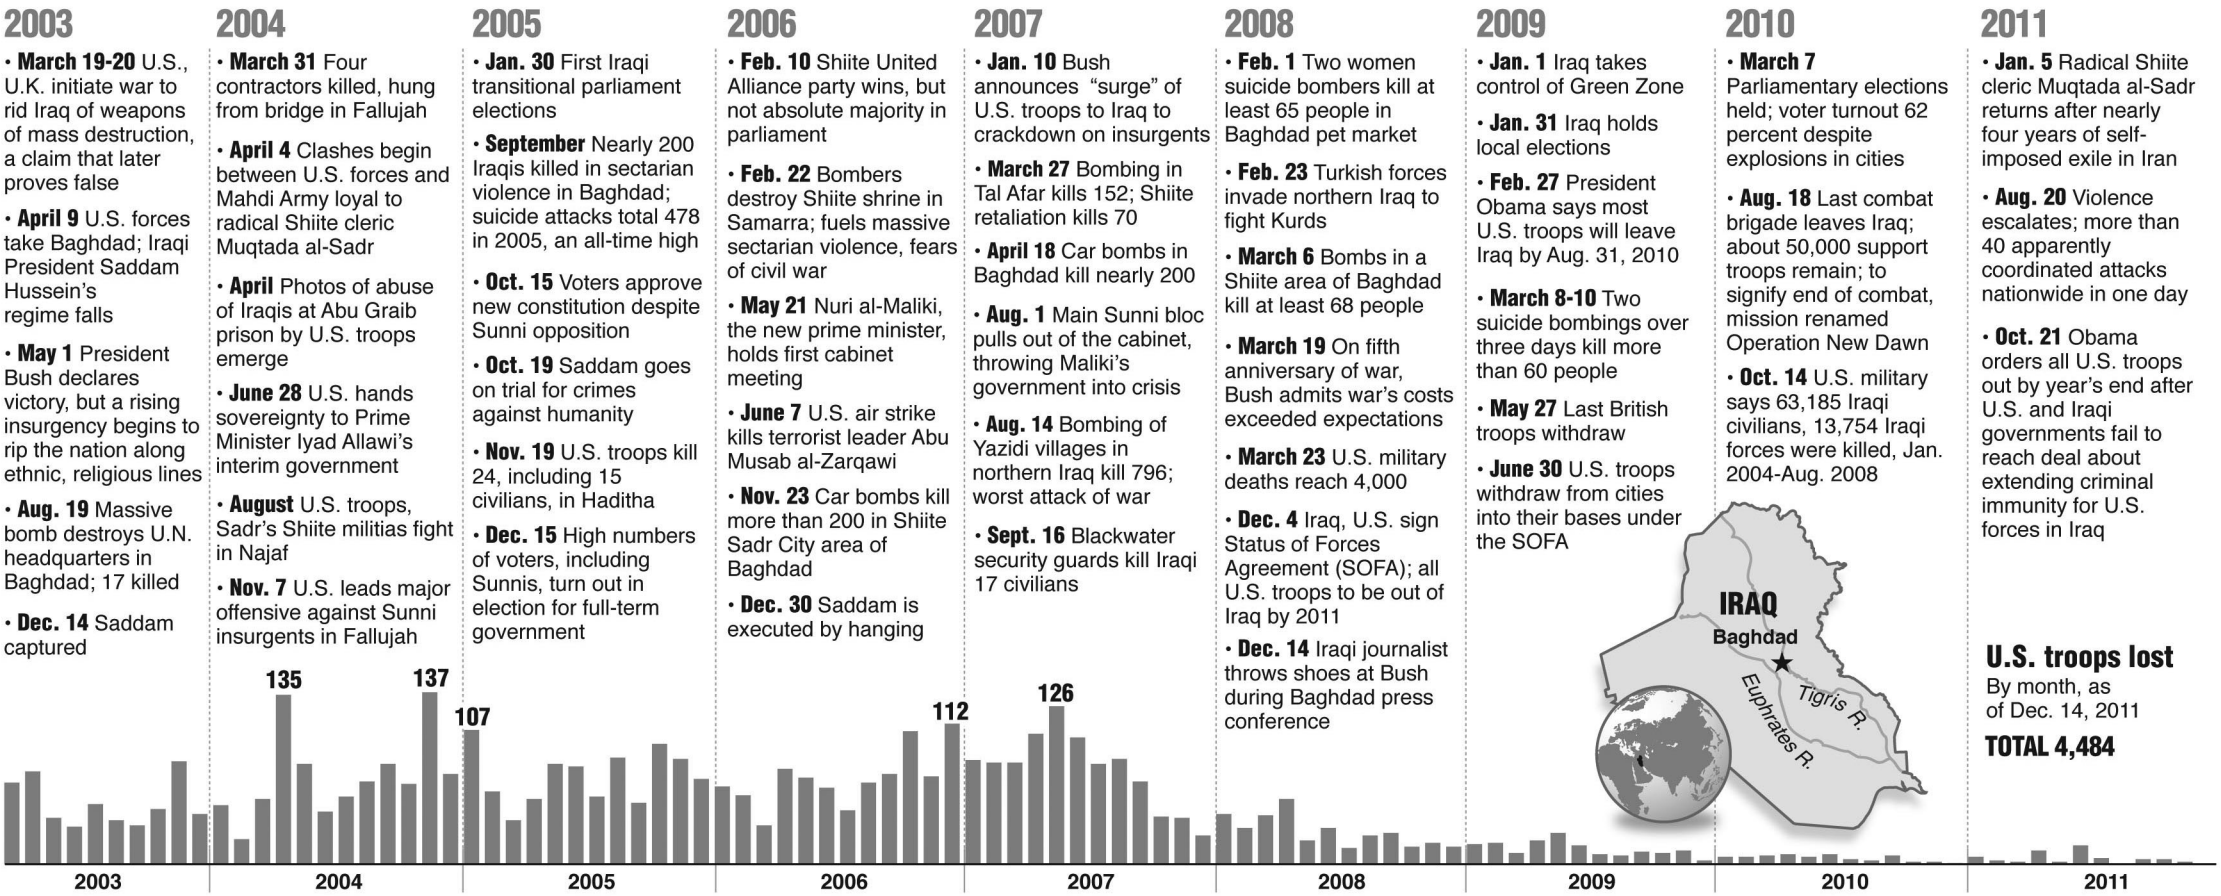 2003
• March 19-20 U.S.,
U.K. initiate war to
rid Iraq of weapons
of mass destruction,
a claim that later
proves false
• April 9 U.S. forces
take Baghdad; Iraqi
President Saddam
Hussein's
regime falls
• May 1 President
Bush declares
victory, but a rising
insurgency begins to
rip the nation along
ethnic, religious lines
• Aug. 19 Massive
bomb destroys U.N.
headquarters in
Baghdad; 17 killed
• Dec. 14 Saddam
captured
2004
• March 31 Four
contractors killed, hung
from bridge in Fallujah
• April 4 Clashes begin
between U.S. forces and
Mahdi Army loyal to
radical Shiite cleric
Muqtada al-Sadr
• April Photos of abuse
of Iraqis at Abu Graib
prison by U.S. troops
emerge
• June 28 U.S. hands
sovereignty to Prime
Minister Iyad Allawi's
interim government
• August U.S. troops,
Sadr's Shiite militias fight
in Najaf
• Nov. 7 U.S. leads major
offensive against Sunni
insurgents in Fallujah
2005
• Jan. 30 First Iraqi
transitional parliament
elections
• September Nearly 200
Iraqis killed in sectarian
violence in Baghdad;
suicide attacks total 478
in 2005, an all-time high
• Oct. 15 Voters approve
new constitution despite
Sunni opposition
• Oct. 19 Saddam goes
on trial for crimes
against humanity
• Nov. 19 U.S. troops kill
24, including 15
civilians, in Haditha
• Dec. 15 High numbers
of voters, including
Sunnis, turn out in
election for full-term
government
2006
• Feb. 10 Shiite United
Alliance party wins, but
not absolute majority in
parliament
• Feb. 22 Bombers
destroy Shiite shrine in
Samarra; fuels massive
sectarian violence, fears
of civil war
• May 21 Nuri al-Maliki,
the new prime minister,
holds first cabinet
meeting
• June 7 U.S. air strike
kills terrorist leader Abu
Musab al-Zarqawi
• Nov. 23 Car bombs kill
more than 200 in Shiite
Sadr City area of
Baghdad
• Dec. 30 Saddam is
executed by hanging
2007
• Jan. 10 Bush
announces “surge” of
U.S. troops to Iraq to
crackdown on insurgents
• March 27 Bombing in
Tal Afar kills 152; Shiite
retaliation kills 70
• April 18 Car bombs in
Baghdad kill nearly 200
• Aug. 1 Main Sunni bloc
pulls out of the cabinet,
throwing Maliki's
government into crisis
• Aug. 14 Bombing of
Yazidi villages in
northern Iraq kill 796;
worst attack of war
• Sept. 16 Blackwater
security guards kill Iraqi
17 civilians
2008
• Feb. 1 Two women
suicide bombers kill at
least 65 people in
Baghdad pet market
• Feb. 23 Turkish forces
invade northern Iraq to
fight Kurds
• March 6 Bombs in a
Shiite area of Baghdad
kill at least 68 people
• March 19 On fifth
anniversary of war,
Bush admits war's costs
exceeded expectations
• March 23 U.S. military
deaths reach 4,000
• Dec. 4 Iraq, U.S. sign
Status of Forces
Agreement (SOFA); all
U.S. troops to be out of
Iraq by 2011
• Dec. 14 Iraqi journalist
throws shoes at Bush
during Baghdad press
conference
2009
• Jan. 1 Iraq takes
control of Green Zone
• Jan. 31 Iraq holds
local elections
• Feb. 27 President
Obama says most
U.S. troops will leave
Iraq by Aug. 31, 2010
• March 8-10 Two
suicide bombings over
three days kill more
than 60 people
• May 27 Last British
troops withdraw
• June 30 U.S. troops
withdraw from cities
into their bases under
the SOFA
2010
• March 7
Parliamentary elections
held; voter turnout 62
percent despite
explosions in cities
• Aug. 18 Last combat
brigade leaves Iraq;
about 50,000 support
troops remain; to
signify end of combat,
mission renamed
Operation New Dawn
• Oct. 14 U.S. military
says 63,185 Iraqi
civilians, 13,754 Iraqi
forces were killed, Jan.
2004-Aug. 2008
2011
• Jan. 5 Radical Shiite
cleric Muqtada al-Sadr
returns after nearly
four years of self-
imposed exile in Iran
• Aug. 20 Violence
escalates; more than
40 apparently
coordinated attacks
nationwide in one day
• Oct. 21 Obama
orders all U.S. troops
out by year's end after
U.S. and Iraqi
governments fail to
reach deal about
extending criminal
immunity for U.S.
forces in Iraq
IRAQ
Baghdad
Tigris R.
Euphrates R.
U.S. troops lost
By month, as
of Dec. 14, 2011
TOTAL 4,484
135
137
107
112
126
2003
2004
2005
2006
2007
2008
2009
2010
2011